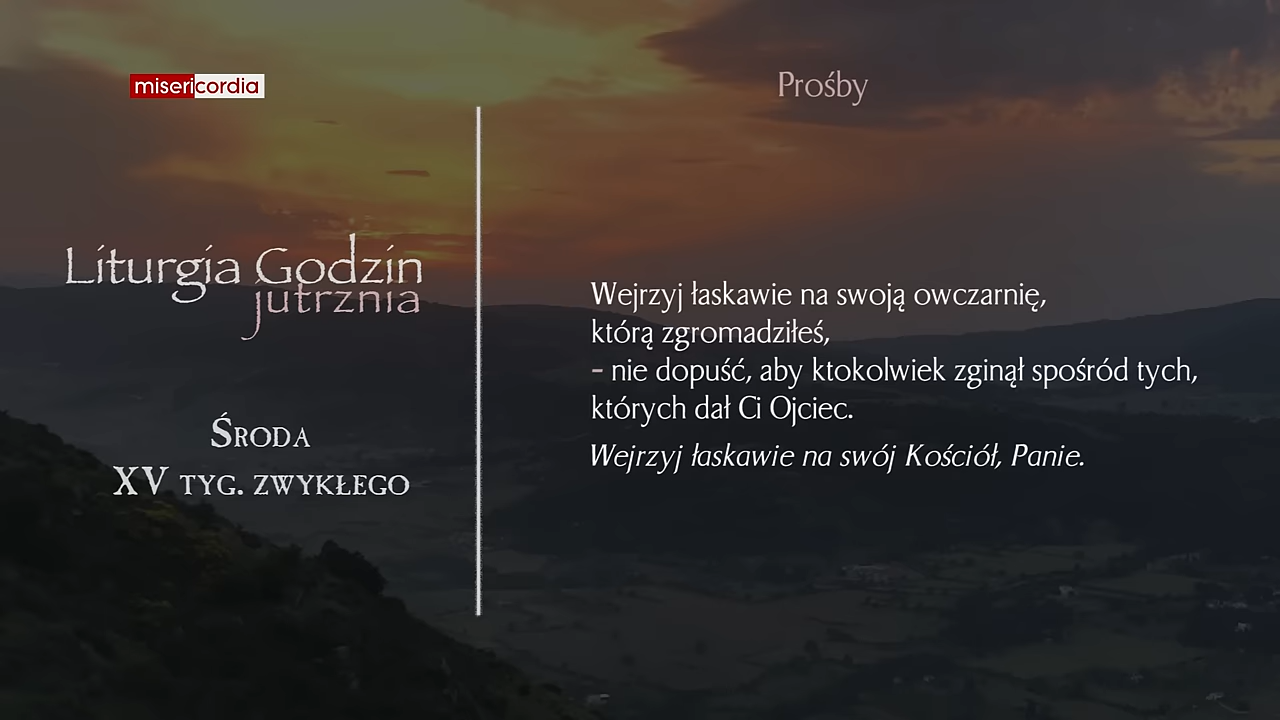 misericordia
Liturgia Godzin
jutrznia
Środa
XV tyg. zwykłego
Prośby
Wejrzyj łaskawie na swoją owczarnię,
którą zgromadziłeś,
- nie dopuść, aby ktokolwiek zginął spośród tych,
których dał Ci Ojciec.
Wejrzyj łaskawie na swój Kościół, Panie.